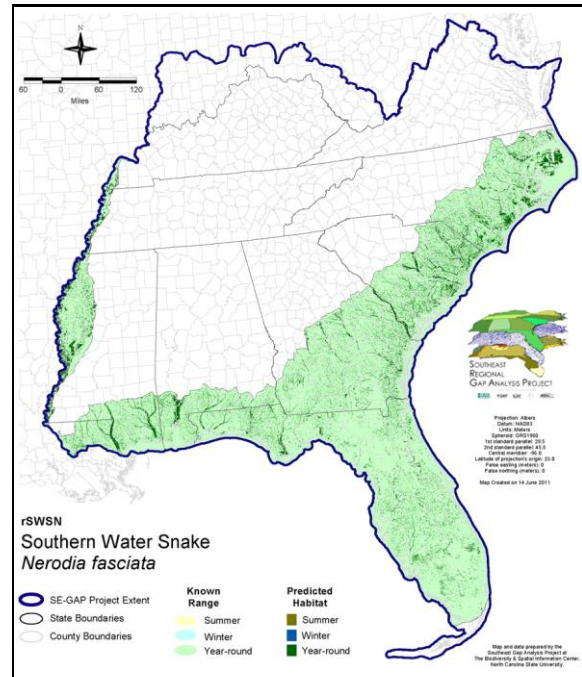 N
60 0 60 120
Miles
SOUTHEAST
REGIONAL
GAP ANALYSIS PROJECT
Projection: Albers
Datum: NAD83
Units: Meters
Spheroid: GRS1980
1st standard parallel: 29.5
2nd standard parallel: 45.5
Central meridian: -96.0
Latitude of projection's origin: 23.0
False easting (meters): 0
False northing (meters): 0
Map Created on 14 June 2011
rSWSN
Southern Water Snake
Nerodia fasciata
SE-GAP Project Extent
State Boundaries
County Boundaries
Known
Range
Summer
Winter
Year-round
Predicted
Habitat
Summer
Winter
Year-round
Map and data prepared by the
Southeast Gap Analysis Project at
The Biodiversity & Spatial Information Center,
North Carolina State University.